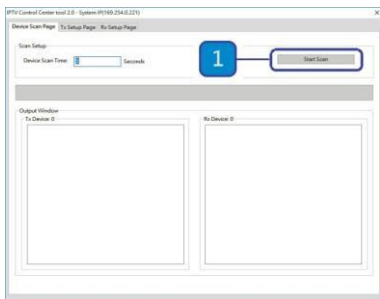 IPTV Control Center tool 2.0 - System IP(169.254.0.221)
Device Scan Page Tx Setup Page Rx Setup Page
Scan Setup
Device Scan Time: Seconds
1
Start Scan
Output Window
Tx Device: 0
Rx Device: 0